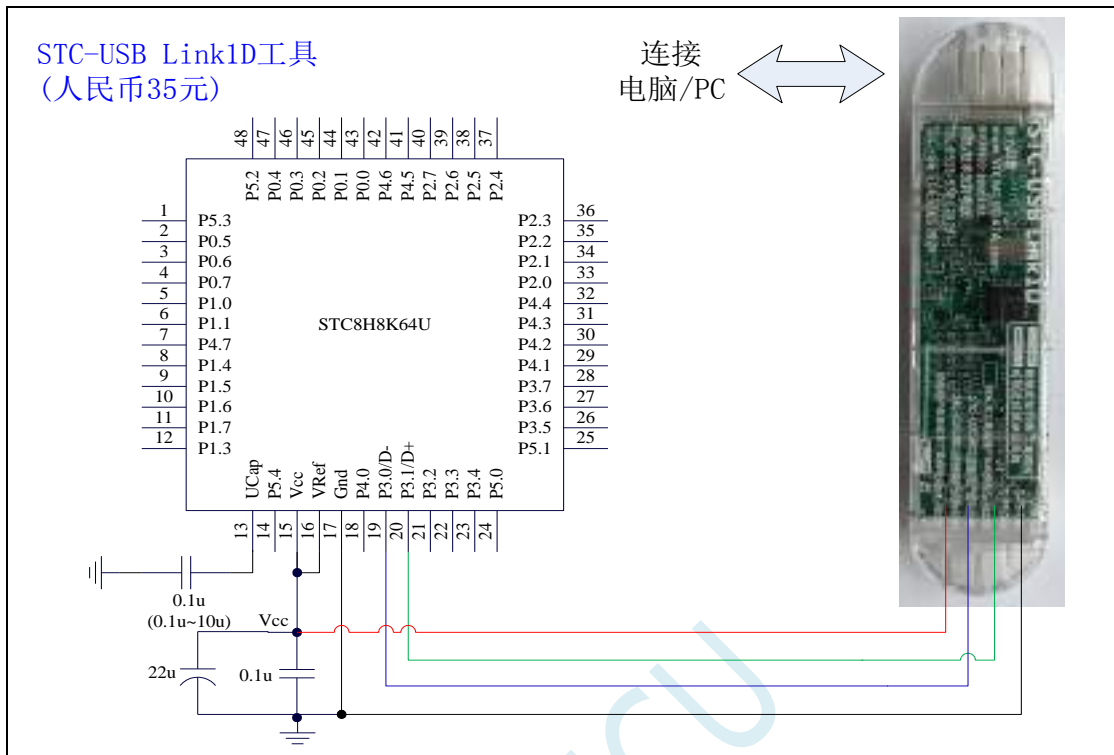 STC-USB Link1D工具
(人民币35元)
连接
电脑/PC
48
47
46
45
44
43
42
41
40
39
38
37
P5.2
P0.4
P0.3
P0.2
P0.1
P0.0
P4.6
P4.5
P2.7
P2.6
P2.5
P2.4
1 P5.3
2 P0.5
3 P0.6
4 P0.7
5 P1.0
6 P1.1
7 P4.7
8 P1.4
9 P1.5
10 P1.6
11 P1.7
12 P1.3
STC8H8K64U
P2.3 36
P2.2 35
P2.1 34
P2.0 33
P4.4 32
P4.3 31
P4.2 30
P4.1 29
P3.7 28
P3.6 27
P3.5 26
P5.1 25
UCap
P5.4
Vcc
VRef
Gnd
P4.0
P3.0/D-
P3.1/D+
P3.2
P3.3
P3.4
P5.0
13
14
15
16
17
18
19
20
21
22
23
24
0.1u
(0.1u~10u)
Vcc
22u
0.1u
STC-USB Link1D